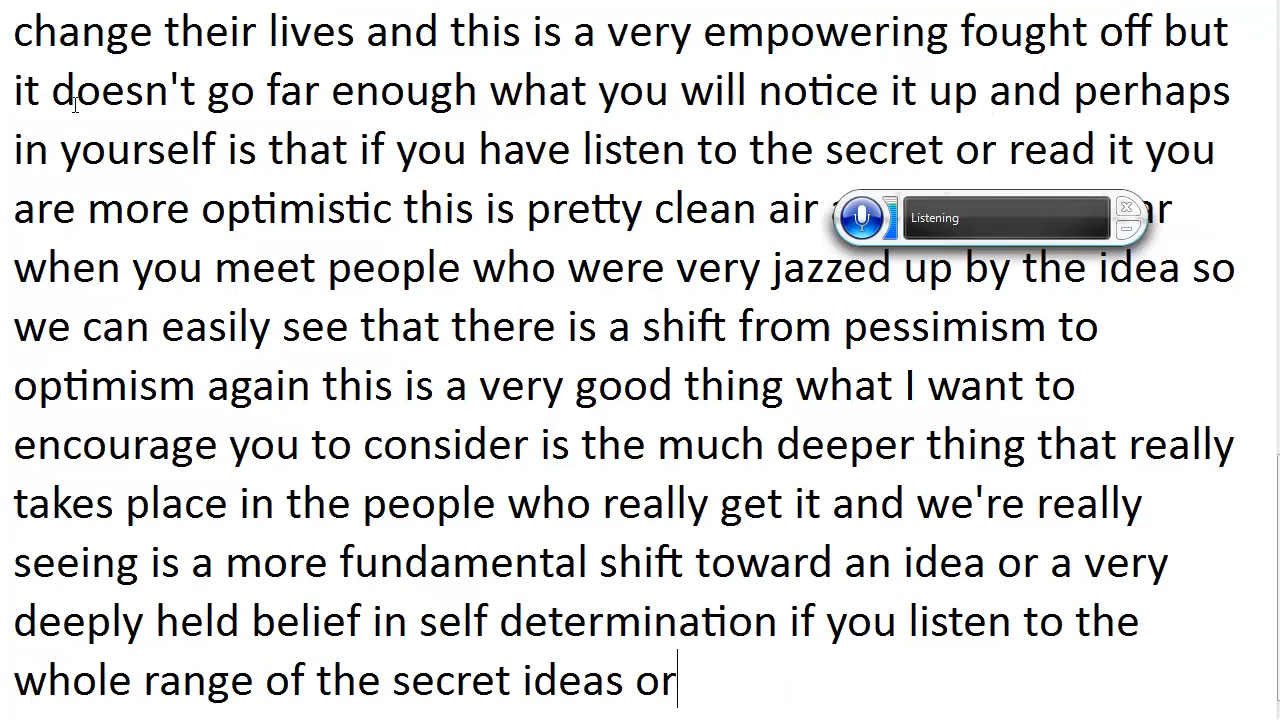 change their lives and this is a very empowering fought off but
it doesn't go far enough what you will notice it up and perhaps
in yourself is that if you have listen to the secret or read it you
are more optimistic this is pretty clean air
Listening
when you meet people who were very jazzed up by the idea so
we can easily see that there is a shift from pessimism to
optimism again this is a very good thing what I want to
encourage you to consider is the much deeper thing that really
takes place in the people who really get it and we're really
seeing is a more fundamental shift toward an idea or a very
deeply held belief in self determination if you listen to the
whole range of the secret ideas or